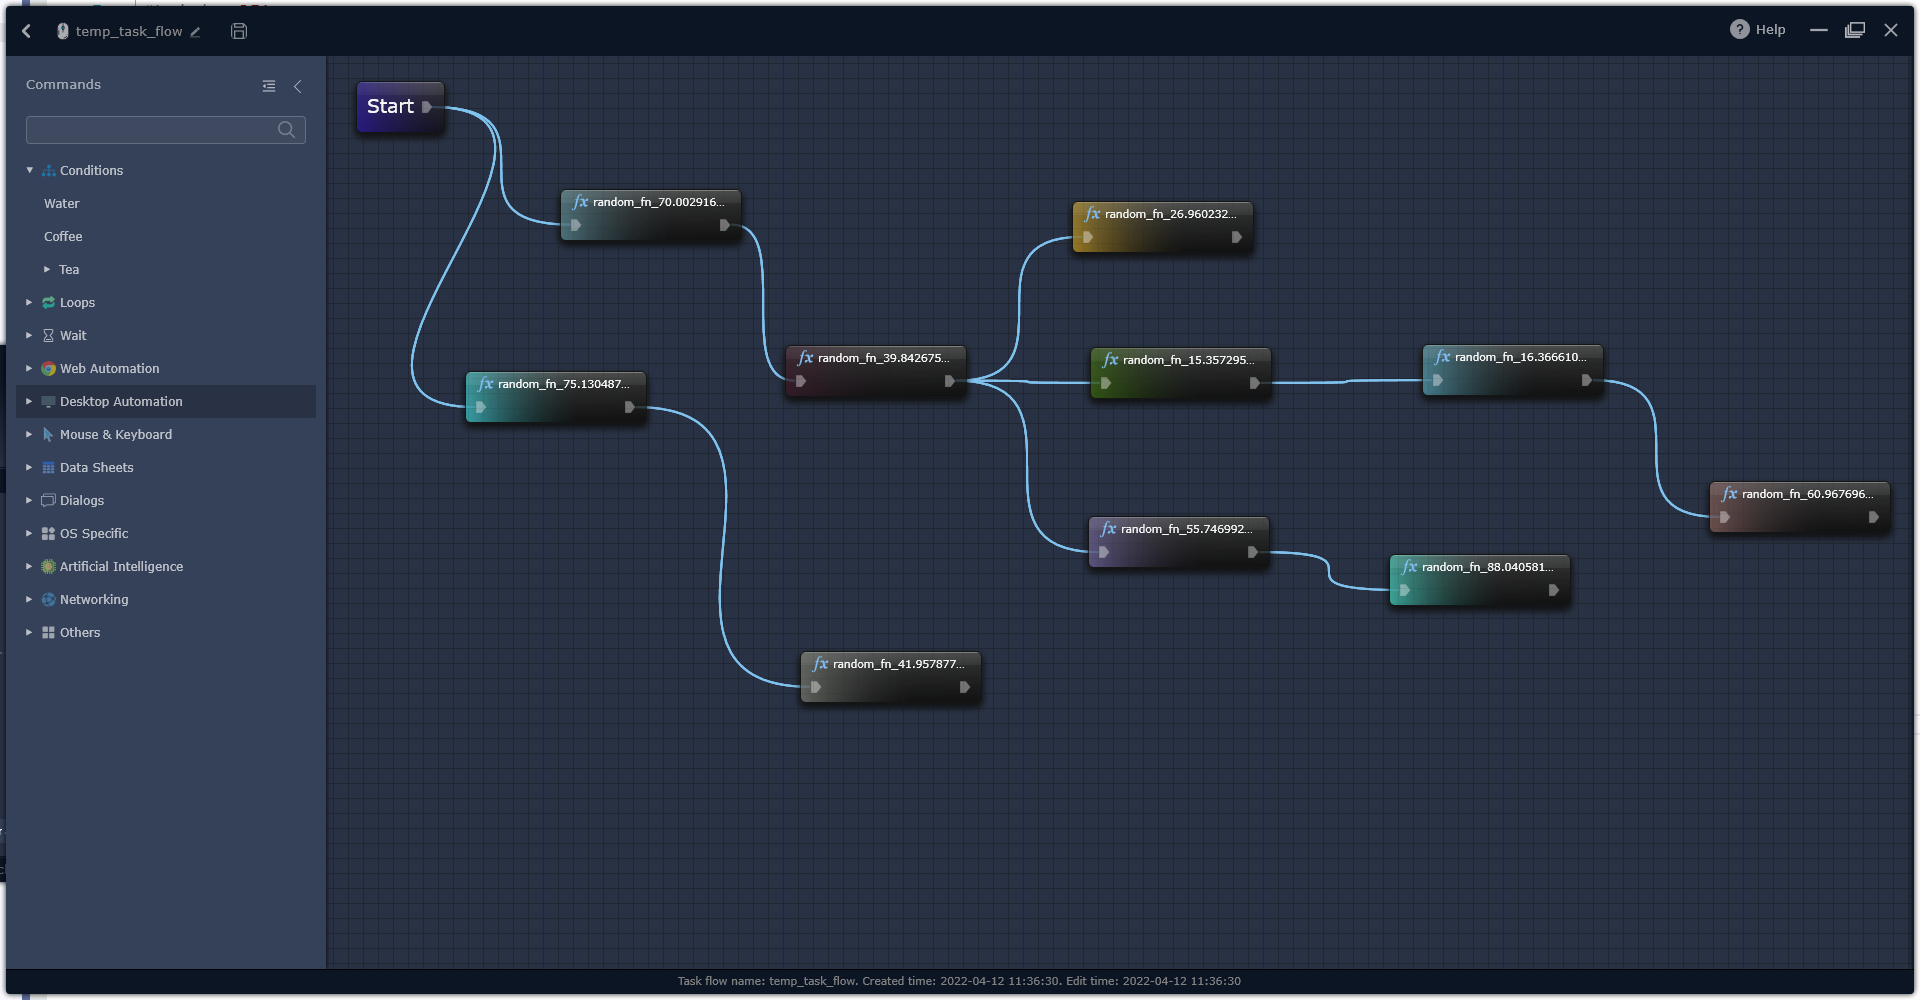 temp_task_flow
Help
Commands
Conditions
Water
Coffee
Tea
Loops
Wait
Web Automation
Desktop Automation
Mouse & Keyboard
Data Sheets
Dialogs
OS Specific
Artificial Intelligence
Networking
Others
Start
fx random_fn_70.002916...
fx random_fn_26.960232...
fx random_fn_39.842675...
fx random_fn_15.357295...
fx random_fn_16.366610...
fx random_fn_75.130487...
fx random_fn_60.967696...
fx random_fn_55.746992...
fx random_fn_88.040581...
fx random_fn_41.957877...
Task flow name: temp_task_flow. Created time: 2022-04-12 11:36:30. Edit time: 2022-04-12 11:36:30